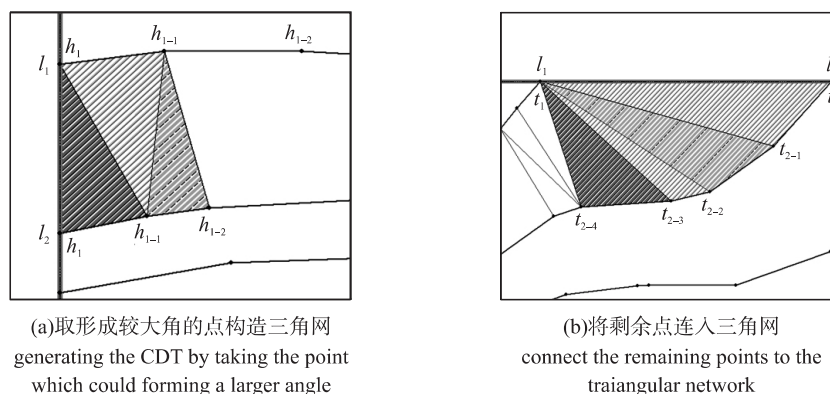 h₁ h₁₋₁ h₁₋₂
l₁
l₂ h₁ h₁₋₁ h₁₋₂
(a)取形成较大角的点构造三角网
generating the CDT by taking the point
which could forming a larger angle
l₁ l
t₁ t
t₂₋₁
t₂₋₄ t₂₋₃ t₂₋₂
(b)将剩余点连入三角网
connect the remaining points to the
traiangular network